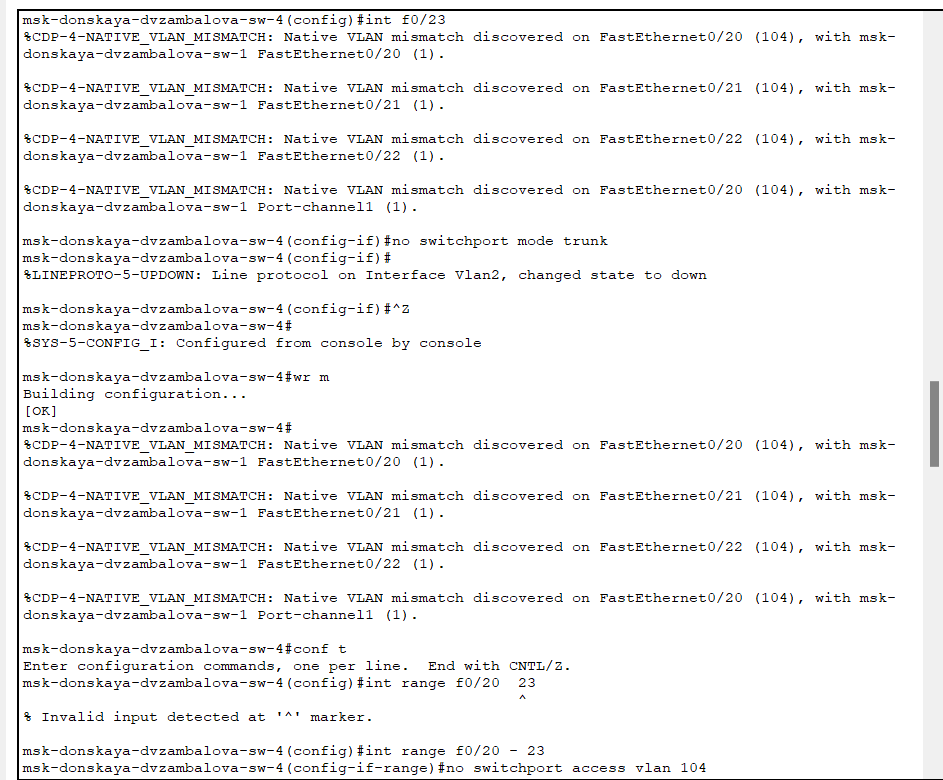 msk-donskaya-dvzambalova-sw-4(config)#int f0/23
%CDP-4-NATIVE_VLAN_MISMATCH: Native VLAN mismatch discovered on FastEthernet0/20 (104), with msk-
donskaya-dvzambalova-sw-1 FastEthernet0/20 (1).

%CDP-4-NATIVE_VLAN_MISMATCH: Native VLAN mismatch discovered on FastEthernet0/21 (104), with msk-
donskaya-dvzambalova-sw-1 FastEthernet0/21 (1).

%CDP-4-NATIVE_VLAN_MISMATCH: Native VLAN mismatch discovered on FastEthernet0/22 (104), with msk-
donskaya-dvzambalova-sw-1 FastEthernet0/22 (1).

%CDP-4-NATIVE_VLAN_MISMATCH: Native VLAN mismatch discovered on FastEthernet0/20 (104), with msk-
donskaya-dvzambalova-sw-1 Port-channel1 (1).

msk-donskaya-dvzambalova-sw-4(config-if)#no switchport mode trunk
msk-donskaya-dvzambalova-sw-4(config-if)#
%LINEPROTO-5-UPDOWN: Line protocol on Interface Vlan2, changed state to down

msk-donskaya-dvzambalova-sw-4(config-if)#^Z
msk-donskaya-dvzambalova-sw-4#
%SYS-5-CONFIG_I: Configured from console by console

msk-donskaya-dvzambalova-sw-4#wr m
Building configuration...
[OK]
msk-donskaya-dvzambalova-sw-4#
%CDP-4-NATIVE_VLAN_MISMATCH: Native VLAN mismatch discovered on FastEthernet0/20 (104), with msk-
donskaya-dvzambalova-sw-1 FastEthernet0/20 (1).

%CDP-4-NATIVE_VLAN_MISMATCH: Native VLAN mismatch discovered on FastEthernet0/21 (104), with msk-
donskaya-dvzambalova-sw-1 FastEthernet0/21 (1).

%CDP-4-NATIVE_VLAN_MISMATCH: Native VLAN mismatch discovered on FastEthernet0/22 (104), with msk-
donskaya-dvzambalova-sw-1 FastEthernet0/22 (1).

%CDP-4-NATIVE_VLAN_MISMATCH: Native VLAN mismatch discovered on FastEthernet0/20 (104), with msk-
donskaya-dvzambalova-sw-1 Port-channel1 (1).

msk-donskaya-dvzambalova-sw-4#conf t
Enter configuration commands, one per line.  End with CNTL/Z.
msk-donskaya-dvzambalova-sw-4(config)#int range f0/20  23
^
% Invalid input detected at '^' marker.

msk-donskaya-dvzambalova-sw-4(config)#int range f0/20 - 23
msk-donskaya-dvzambalova-sw-4(config-if-range)#no switchport access vlan 104